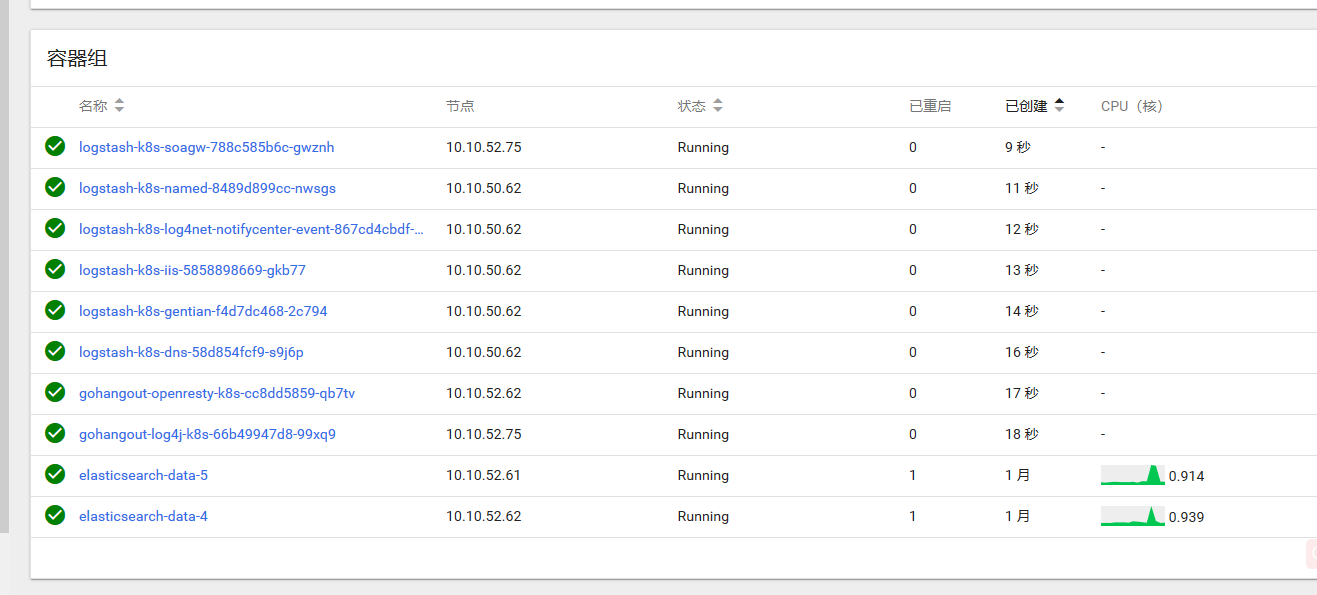 容器组
名称 节点 状态 已重启 已创建 CPU（核）
logstash-k8s-soagw-788c585b6c-gwznh 10.10.52.75 Running 0 9 秒 -
logstash-k8s-named-8489d899cc-nwsgs 10.10.50.62 Running 0 11 秒 -
logstash-k8s-log4net-notifycenter-event-867cd4cbdf-... 10.10.50.62 Running 0 12 秒 -
logstash-k8s-iis-5858898669-gkb77 10.10.50.62 Running 0 13 秒 -
logstash-k8s-gentian-f4d7dc468-2c794 10.10.50.62 Running 0 14 秒 -
logstash-k8s-dns-58d854fcf9-s9j6p 10.10.50.62 Running 0 16 秒 -
gohangout-openresty-k8s-cc8dd5859-qb7tv 10.10.52.62 Running 0 17 秒 -
gohangout-log4j-k8s-66b49947d8-99xq9 10.10.52.75 Running 0 18 秒 -
elasticsearch-data-5 10.10.52.61 Running 1 1 月 0.914
elasticsearch-data-4 10.10.52.62 Running 1 1 月 0.939